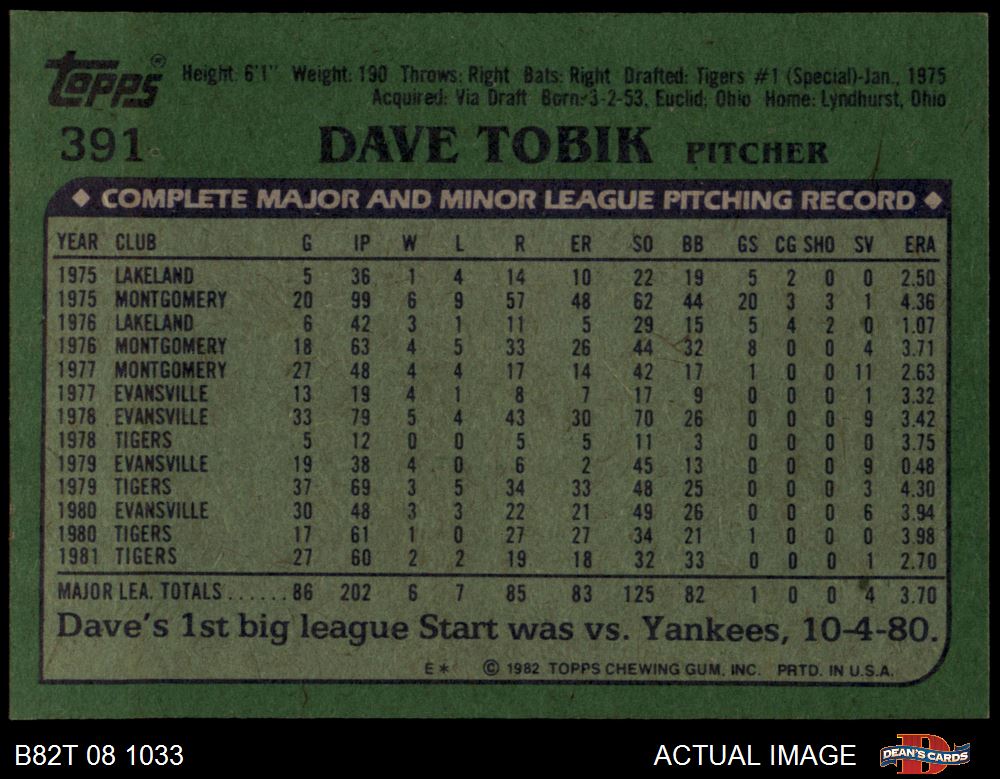 Topps®
Height: 6'1" Weight: 190 Throws: Right Bats: Right Drafted: Tigers #1 (Special)-Jan., 1975
Acquired: Via Draft Born: 3-2-53, Euclid, Ohio Home: Lyndhurst, Ohio
391 DAVE TOBIK PITCHER
◆ COMPLETE MAJOR AND MINOR LEAGUE PITCHING RECORD ◆
YEAR CLUB G IP W L R ER SO BB GS CG SHO SV ERA
1975 LAKELAND 5 36 1 4 14 10 22 19 5 2 0 0 2.50
1975 MONTGOMERY 20 99 6 9 57 48 62 44 20 3 3 1 4.36
1976 LAKELAND 6 42 3 1 11 5 29 15 5 4 2 0 1.07
1976 MONTGOMERY 18 63 4 5 33 26 44 32 8 0 0 4 3.71
1977 MONTGOMERY 27 48 4 4 17 14 42 17 1 0 0 11 2.63
1977 EVANSVILLE 13 19 4 1 8 7 17 9 0 0 0 1 3.32
1978 EVANSVILLE 33 79 5 4 43 30 70 26 0 0 0 9 3.42
1978 TIGERS 5 12 0 0 5 5 11 3 0 0 0 0 3.75
1979 EVANSVILLE 19 38 4 0 6 2 45 13 0 0 0 9 0.48
1979 TIGERS 37 69 3 5 34 33 48 25 0 0 0 3 4.30
1980 EVANSVILLE 30 48 3 3 22 21 49 26 0 0 0 6 3.94
1980 TIGERS 17 61 1 0 27 27 34 21 1 0 0 0 3.98
1981 TIGERS 27 60 2 2 19 18 32 33 0 0 0 1 2.70
MAJOR LEA. TOTALS ...... 86 202 6 7 85 83 125 82 1 0 0 4 3.70
Dave's 1st big league Start was vs. Yankees, 10-4-80.
E* © 1982 TOPPS CHEWING GUM, INC. PRTD. IN U.S.A.
B82T 08 1033 ACTUAL IMAGE DEAN'S CARDS